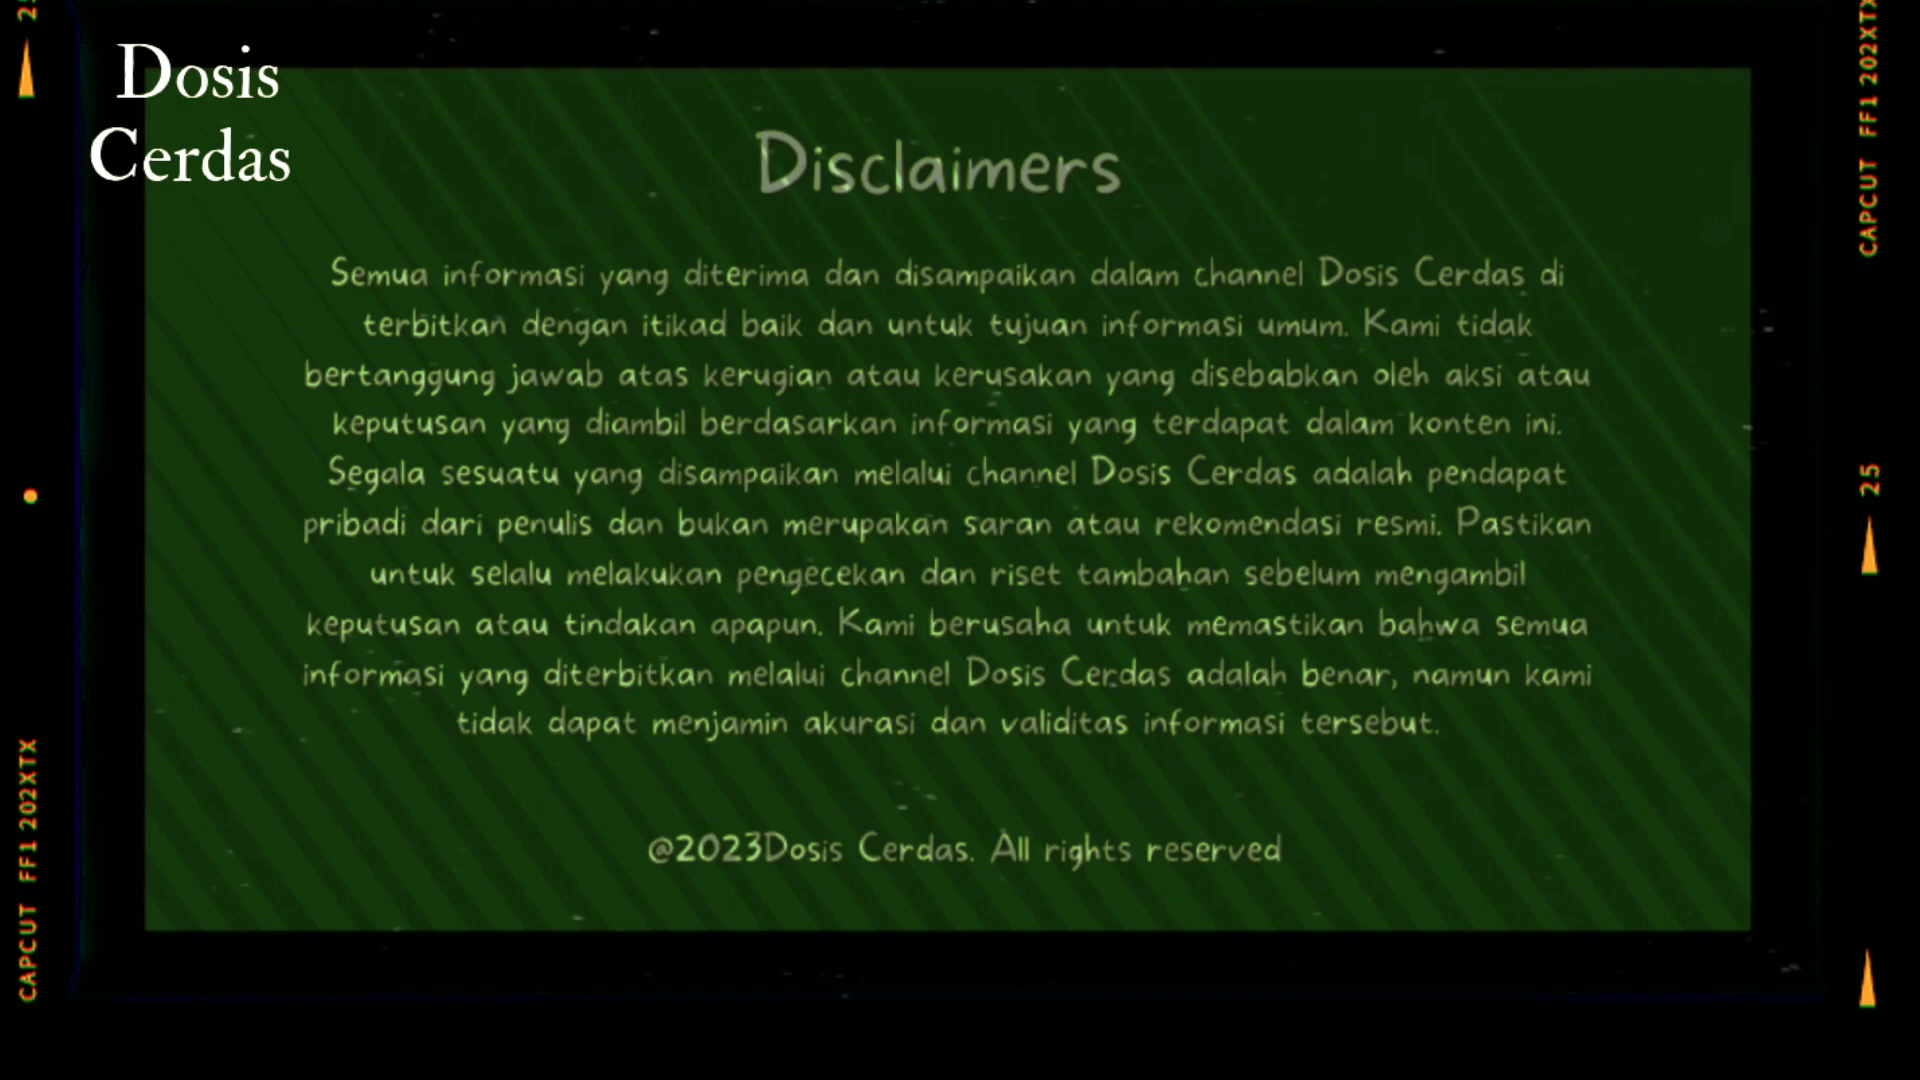 Dosis
Cerdas
Disclaimers
Semua informasi yang diterima dan disampaikan dalam channel Dosis Cerdas di
terbitkan dengan itikad baik dan untuk tujuan informasi umum. Kami tidak
bertanggung jawab atas kerugian atau kerusakan yang disebabkan oleh aksi atau
keputusan yang diambil berdasarkan informasi yang terdapat dalam konten ini.
Segala sesuatu yang disampaikan melalui channel Dosis Cerdas adalah pendapat
pribadi dari penulis dan bukan merupakan saran atau rekomendasi resmi. Pastikan
untuk selalu melakukan pengecekan dan riset tambahan sebelum mengambil
keputusan atau tindakan apapun. Kami berusaha untuk memastikan bahwa semua
informasi yang diterbitkan melalui channel Dosis Cerdas adalah benar, namun kami
tidak dapat menjamin akurasi dan validitas informasi tersebut.
@2023Dosis Cerdas. All rights reserved
CAPCUT FF1 202XTX
CAPCUT FF1 202XTX
25